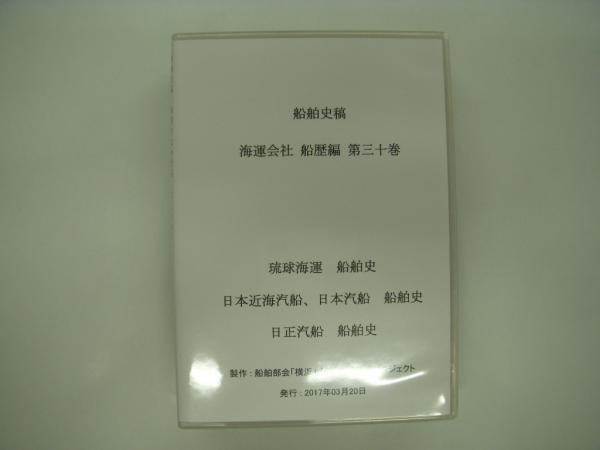 船舶史稿
海運会社 船歴編 第三十巻
琉球海運 船舶史
日本近海汽船、日本汽船 船舶史
日正汽船 船舶史
製作：船舶部会「横浜」 ジェクト
発行：2017年03月20日